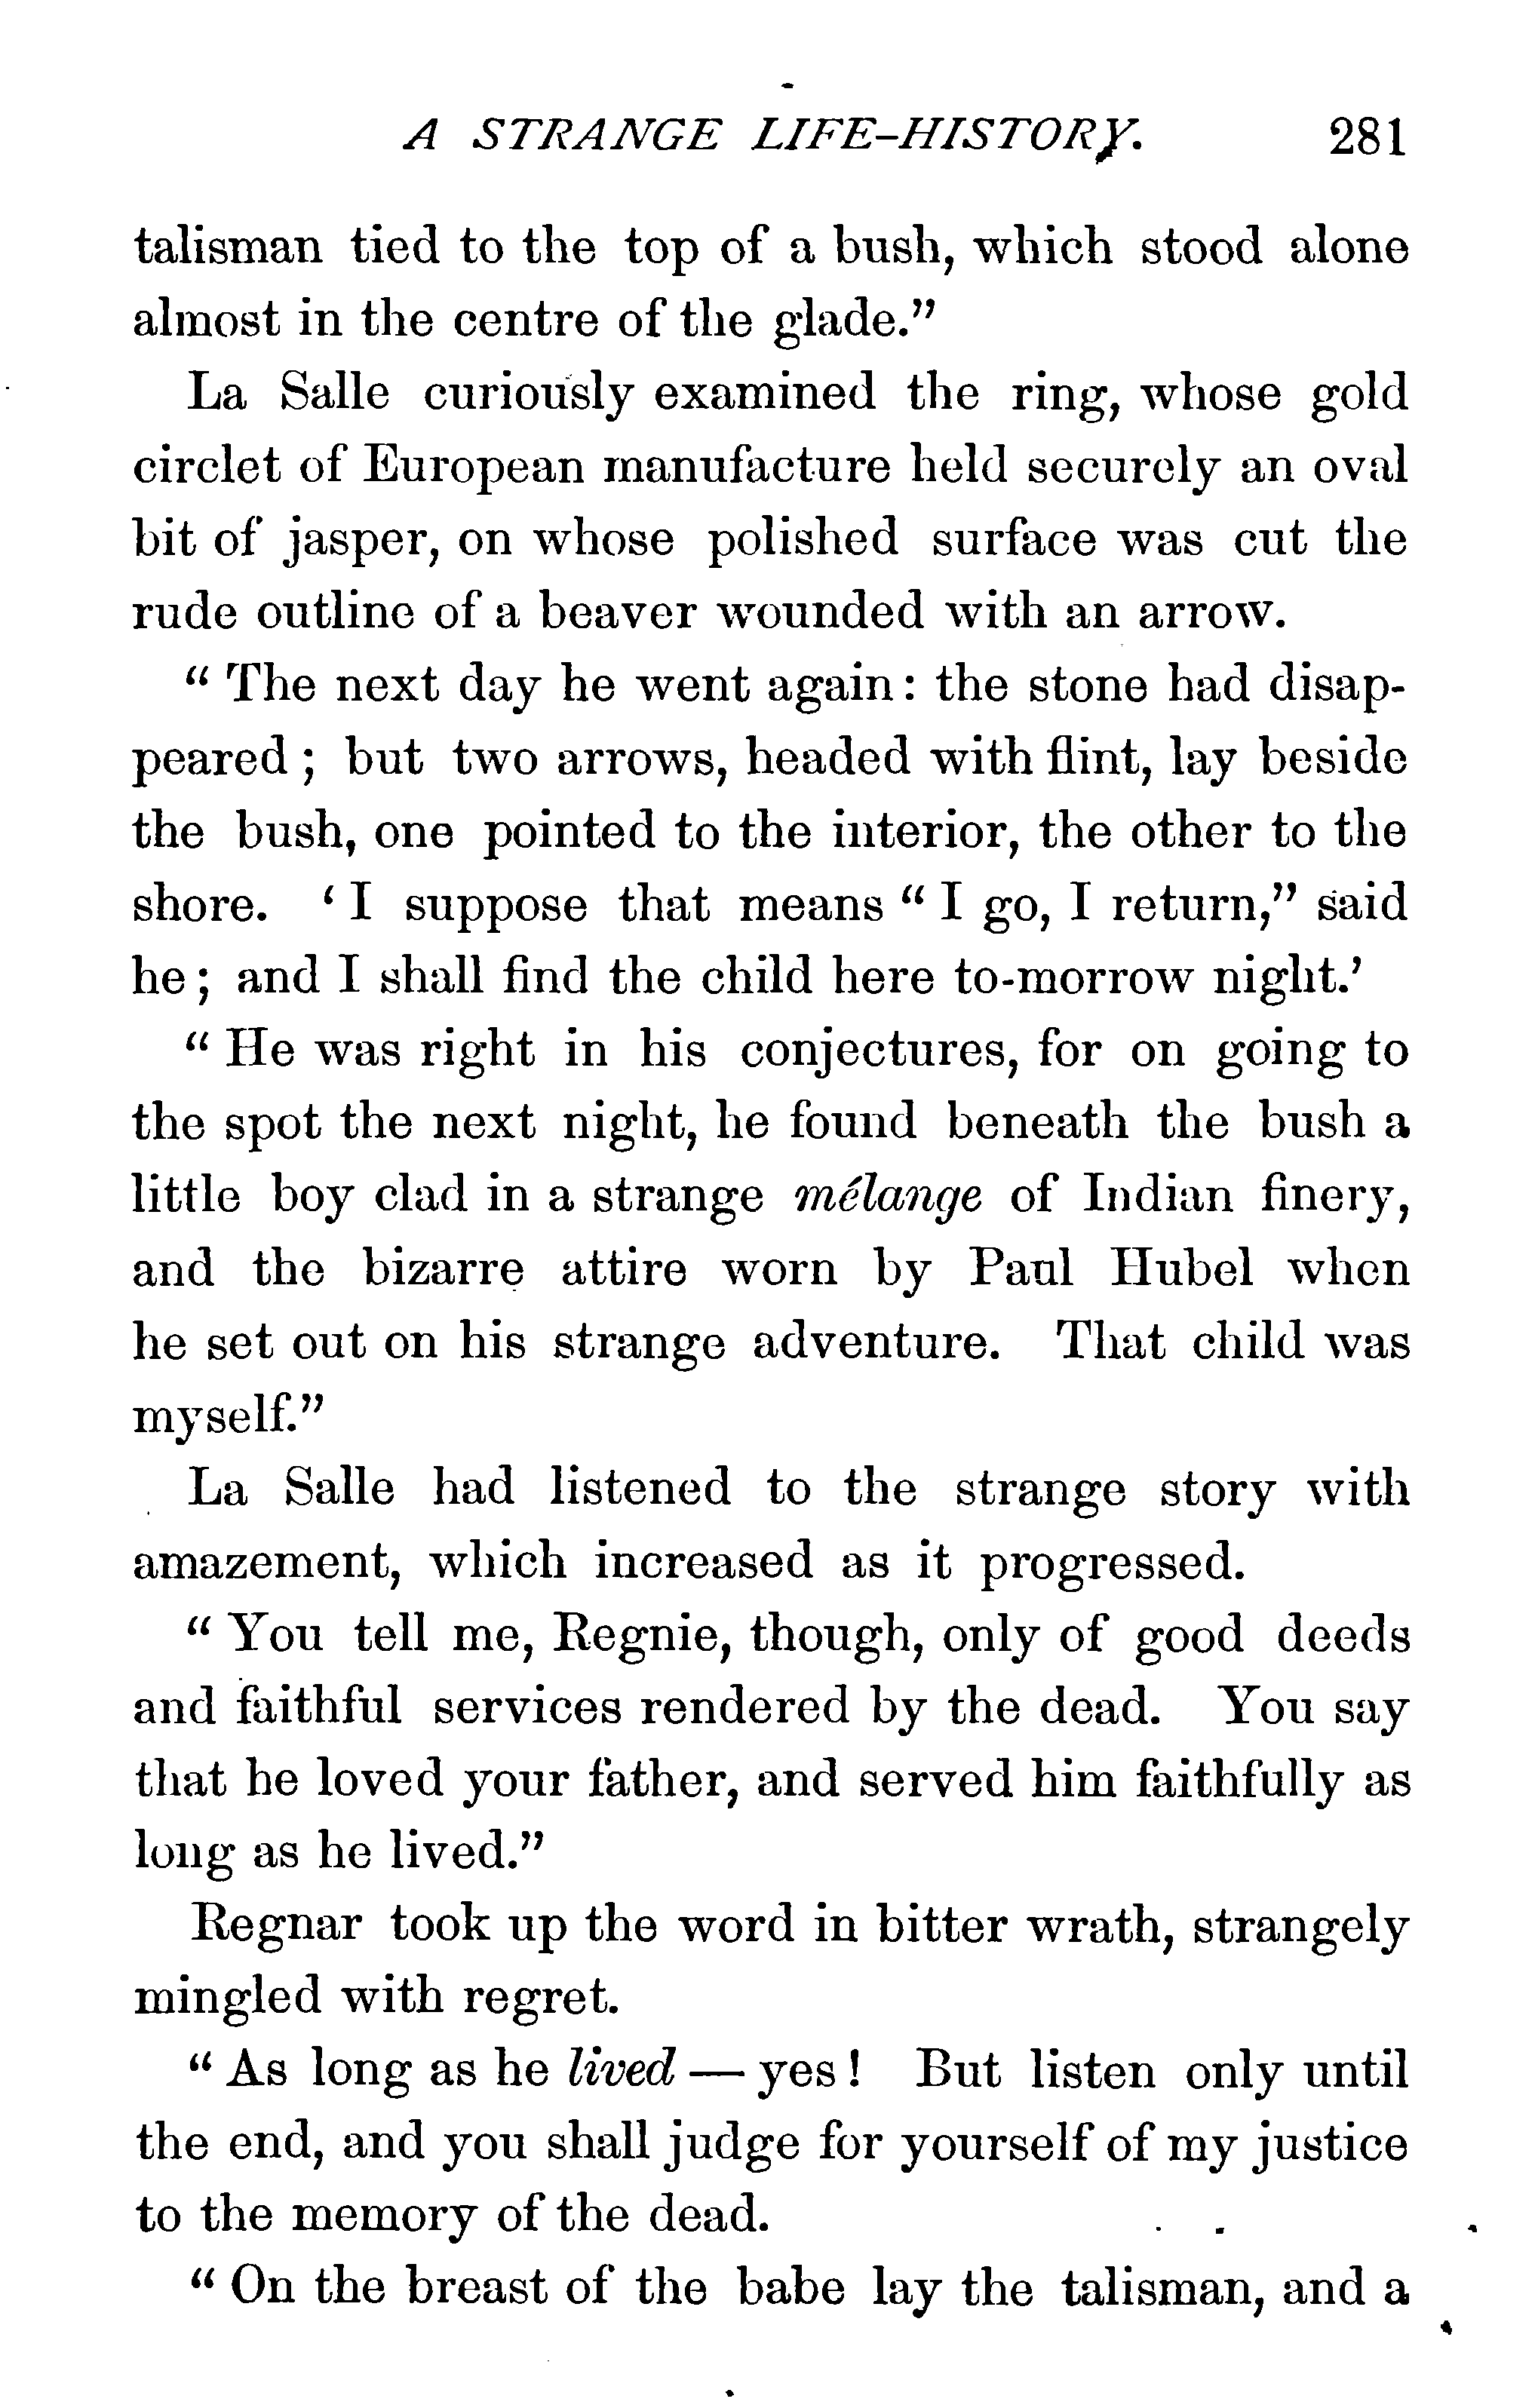 A STRANGE LIFE-HISTORY. 281
talisman tied to the top of a bush, which stood alone
almost in the centre of the glade.”
La Salle curiously examined the ring, whose gold
circlet of European manufacture held securely an oval
bit of jasper, on whose polished surface was cut the
rude outline of a beaver wounded with an arrow.
“ The next day he went again : the stone had disap-
peared ; but two arrows, headed with flint, lay beside
the bush, one pointed to the interior, the other to the
shore. ‘ I suppose that means “ I go, I return,” said
he ; and I shall find the child here to-morrow night.’
“ He was right in his conjectures, for on going to
the spot the next night, he found beneath the bush a
little boy clad in a strange mélange of Indian finery,
and the bizarre attire worn by Paul Hubel when
he set out on his strange adventure. That child was
myself.”
La Salle had listened to the strange story with
amazement, which increased as it progressed.
“ You tell me, Regnie, though, only of good deeds
and faithful services rendered by the dead. You say
that he loved your father, and served him faithfully as
long as he lived.”
Regnar took up the word in bitter wrath, strangely
mingled with regret.
“ As long as he lived — yes ! But listen only until
the end, and you shall judge for yourself of my justice
to the memory of the dead.
“ On the breast of the babe lay the talisman, and a